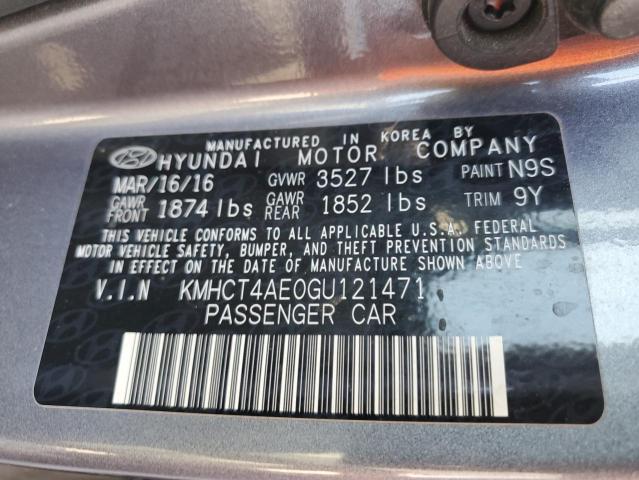 MANUFACTURED IN KOREA BY
HYUNDAI MOTOR COMPANY
MAR/16/16 GVWR 3527 lbs PAINT N9S
GAWR FRONT 1874 lbs GAWR REAR 1852 lbs TRIM 9Y
THIS VEHICLE CONFORMS TO ALL APPLICABLE U.S.A. FEDERAL
MOTOR VEHICLE SAFETY, BUMPER, AND THEFT PREVENTION STANDARDS
IN EFFECT ON THE DATE OF MANUFACTURE SHOWN ABOVE
V.I.N KMHCT4AE0GU121471
PASSENGER CAR